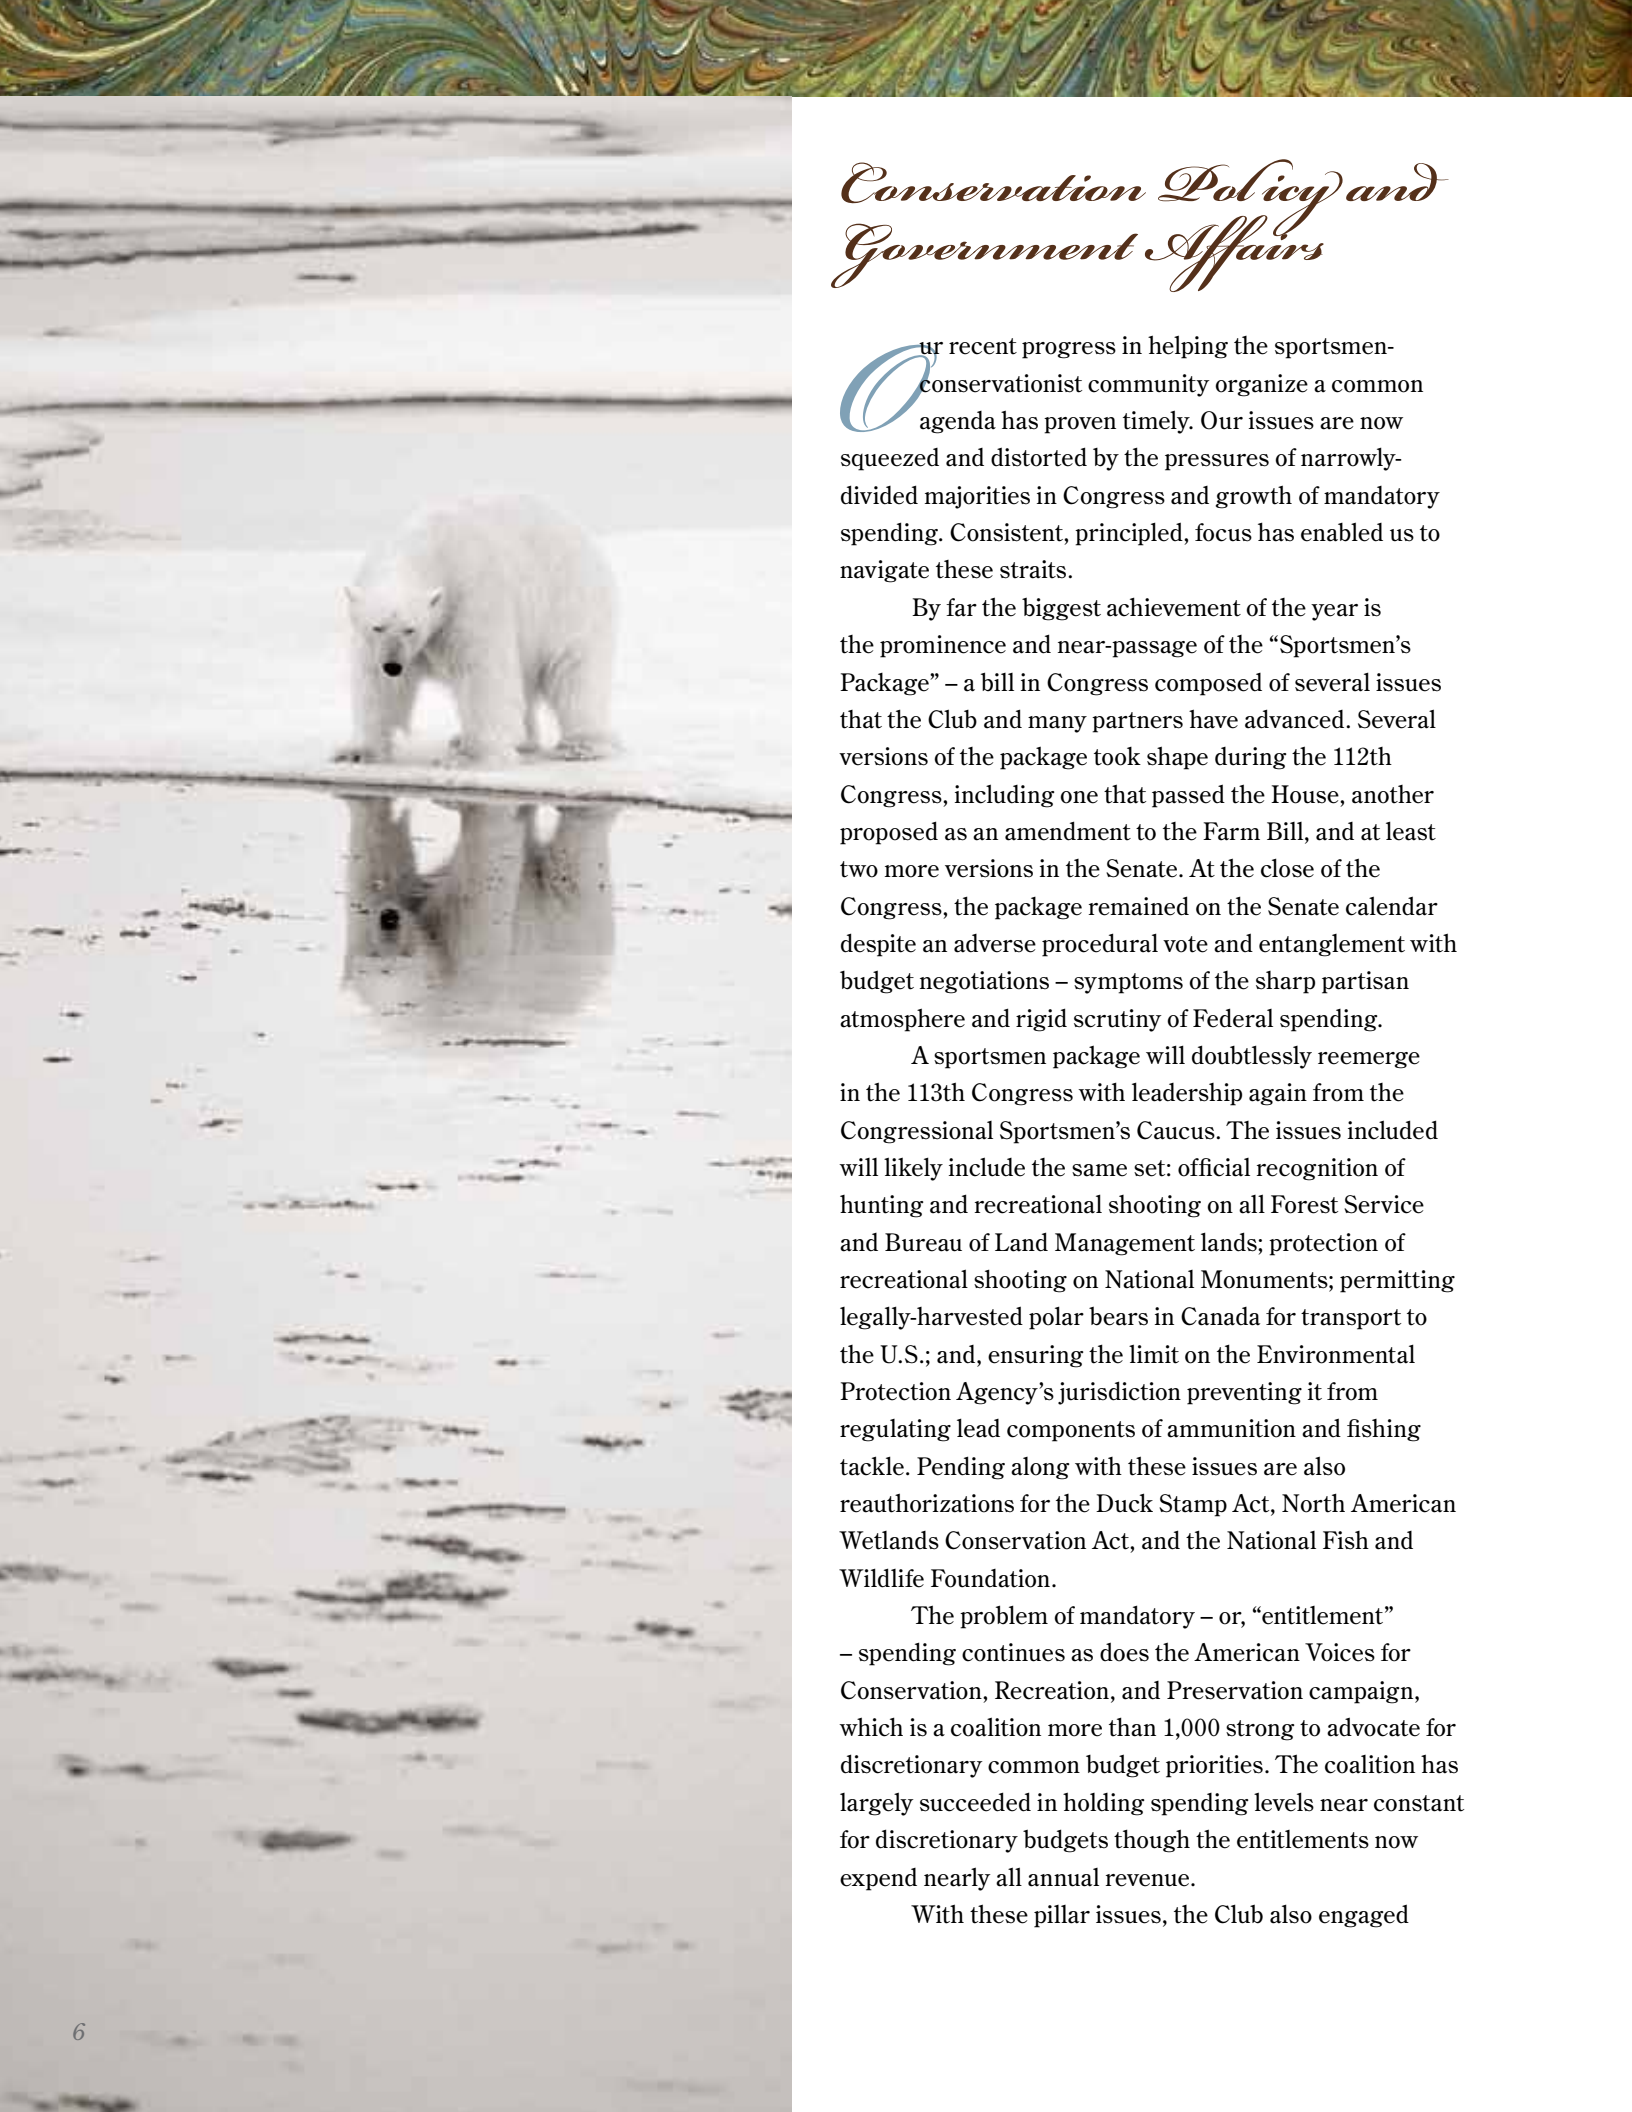 Conservation Policy and
Government Affairs
Our recent progress in helping the sportsmen-
conservationist community organize a common
agenda has proven timely. Our issues are now
squeezed and distorted by the pressures of narrowly-
divided majorities in Congress and growth of mandatory
spending. Consistent, principled, focus has enabled us to
navigate these straits.
By far the biggest achievement of the year is
the prominence and near-passage of the “Sportsmen’s
Package” – a bill in Congress composed of several issues
that the Club and many partners have advanced. Several
versions of the package took shape during the 112th
Congress, including one that passed the House, another
proposed as an amendment to the Farm Bill, and at least
two more versions in the Senate. At the close of the
Congress, the package remained on the Senate calendar
despite an adverse procedural vote and entanglement with
budget negotiations – symptoms of the sharp partisan
atmosphere and rigid scrutiny of Federal spending.
A sportsmen package will doubtlessly reemerge
in the 113th Congress with leadership again from the
Congressional Sportsmen’s Caucus. The issues included
will likely include the same set: official recognition of
hunting and recreational shooting on all Forest Service
and Bureau of Land Management lands; protection of
recreational shooting on National Monuments; permitting
legally-harvested polar bears in Canada for transport to
the U.S.; and, ensuring the limit on the Environmental
Protection Agency’s jurisdiction preventing it from
regulating lead components of ammunition and fishing
tackle. Pending along with these issues are also
reauthorizations for the Duck Stamp Act, North American
Wetlands Conservation Act, and the National Fish and
Wildlife Foundation.
The problem of mandatory – or, “entitlement”
– spending continues as does the American Voices for
Conservation, Recreation, and Preservation campaign,
which is a coalition more than 1,000 strong to advocate for
discretionary common budget priorities. The coalition has
largely succeeded in holding spending levels near constant
for discretionary budgets though the entitlements now
expend nearly all annual revenue.
With these pillar issues, the Club also engaged
6